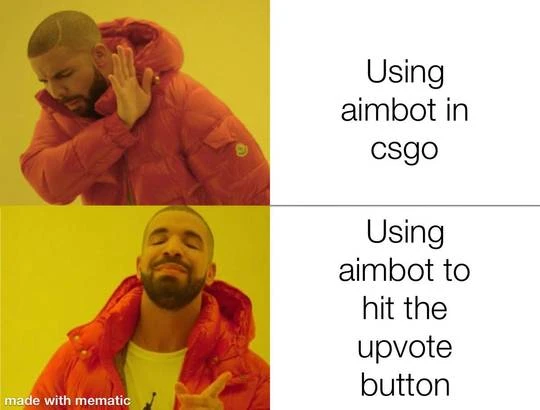 Using
aimbot in
csgo
Using
aimbot to
hit the
upvote
button
made with mematic